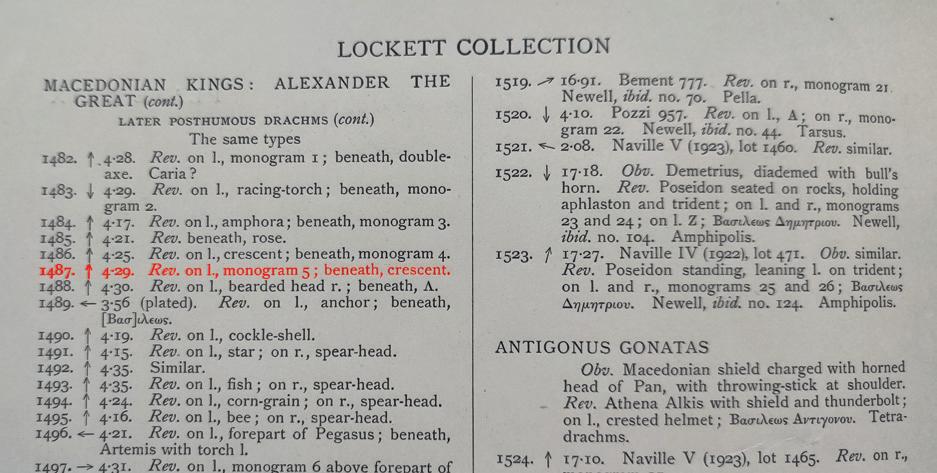 LOCKETT COLLECTION
MACEDONIAN KINGS: ALEXANDER THE
GREAT (cont.)
LATER POSTHUMOUS DRACHMS (cont.)
The same types
1482. ↑ 4·28. Rev. on l., monogram 1; beneath, double-
axe. Caria?
1483. ↓ 4·29. Rev. on l., racing-torch; beneath, mono-
gram 2.
1484. ↑ 4·17. Rev. on l., amphora; beneath, monogram 3.
1485. ↑ 4·21. Rev. beneath, rose.
1486. ↑ 4·25. Rev. on l., crescent; beneath, monogram 4.
1487. ↑ 4·29. Rev. on l., monogram 5; beneath, crescent.
1488. ↑ 4·30. Rev. on l., bearded head r.; beneath, Λ.
1489. ← 3·56 (plated). Rev. on l., anchor; beneath,
[Βασ]ιλεως.
1490. ↑ 4·19. Rev. on l., cockle-shell.
1491. ↑ 4·15. Rev. on l., star; on r., spear-head.
1492. ↑ 4·35. Similar.
1493. ↑ 4·35. Rev. on l., fish; on r., spear-head.
1494. ↑ 4·24. Rev. on l., corn-grain; on r., spear-head.
1495. ↑ 4·16. Rev. on l., bee; on r., spear-head.
1496. ← 4·21. Rev. on l., forepart of Pegasus; beneath,
Artemis with torch l.
1497. → 4·31. Rev. on l., monogram 6 above forepart of
1519. ↗ 16·91. Bement 777. Rev. on r., monogram 21.
Newell, ibid. no. 70. Pella.
1520. ↓ 4·10. Pozzi 957. Rev. on l., A; on r., mono-
gram 22. Newell, ibid. no. 44. Tarsus.
1521. ↖ 2·08. Naville V (1923), lot 1460. Rev. similar.
1522. ↓ 17·18. Obv. Demetrius, diademed with bull's
horn. Rev. Poseidon seated on rocks, holding
aphlaston and trident; on l. and r., monograms
23 and 24; on l. Z; Βασιλεως Δημητριου. Newell,
ibid. no. 104. Amphipolis.
1523. ↑ 17·27. Naville IV (1922), lot 471. Obv. similar.
Rev. Poseidon standing, leaning l. on trident;
on l. and r., monograms 25 and 26; Βασιλεως
Δημητριου. Newell, ibid. no. 124. Amphipolis.
ANTIGONUS GONATAS
Obv. Macedonian shield charged with horned
head of Pan, with throwing-stick at shoulder.
Rev. Athena Alkis with shield and thunderbolt;
on l., crested helmet; Βασιλεως Αντιγονου. Tetra-
drachms.
1524. ↑ 17·10. Naville V (1923), lot 1465. Rev. on r.,